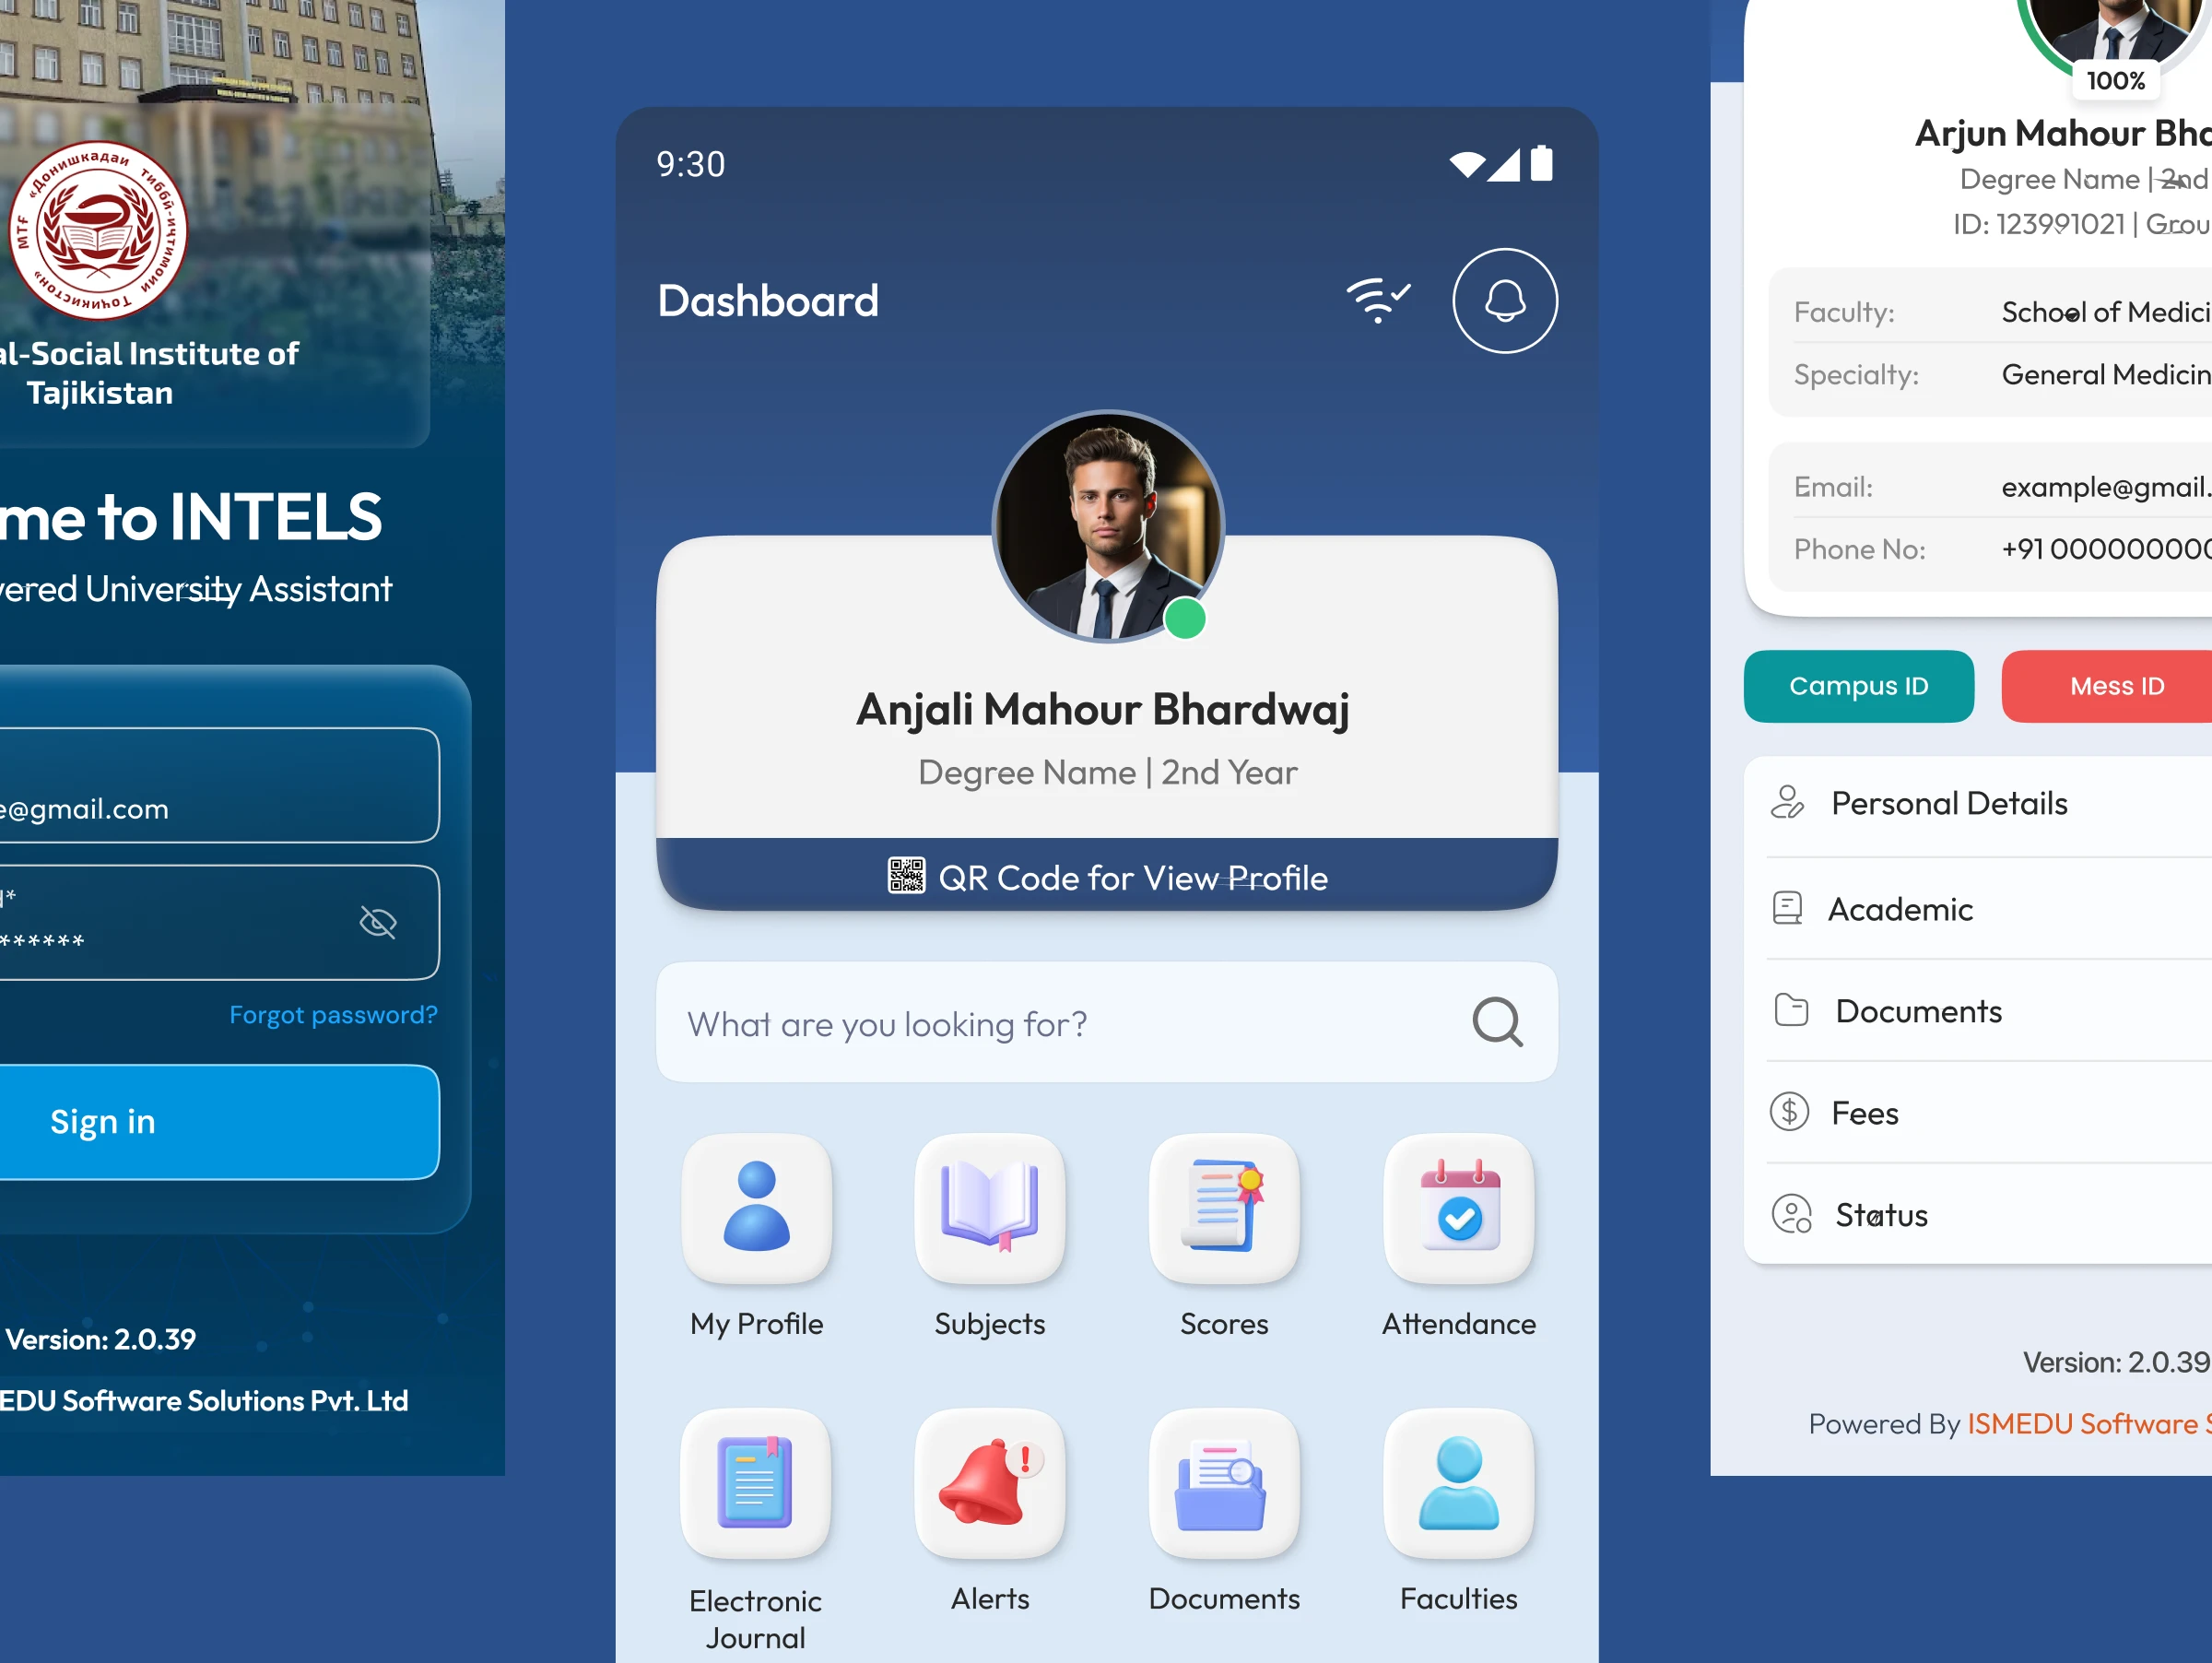 «Донишкадаи тиббӣ-иҷтимоии Тоҷикистон» МТҒ
al-Social Institute of
Tajikistan
me to INTELS
vered University Assistant
e@gmail.com
d*
******
Forgot password?
Sign in
Version: 2.0.39
EDU Software Solutions Pvt. Ltd
9:30
Dashboard
Anjali Mahour Bhardwaj
Degree Name | 2nd Year
QR Code for View Profile
What are you looking for?
My Profile
Subjects
Scores
Attendance
Electronic
Journal
Alerts
Documents
Faculties
100%
Arjun Mahour Bha
Degree Name | 2nd
ID: 123991021 | Grou
Faculty: School of Medici
Specialty: General Medicin
Email: example@gmail.
Phone No: +91 0000000000
Campus ID
Mess ID
Personal Details
Academic
Documents
Fees
Status
Version: 2.0.39
Powered By ISMEDU Software S